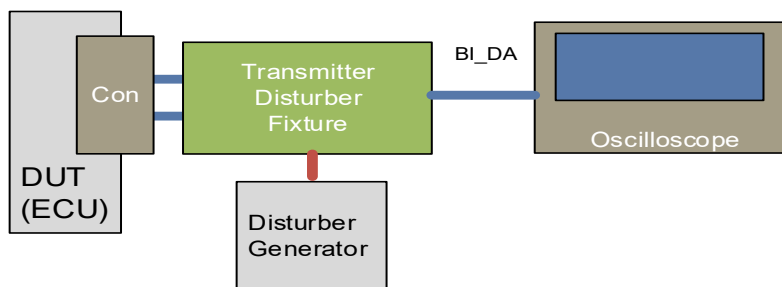 DUT
(ECU)
Con
Transmitter
Disturber
Fixture
BI_DA
Oscilloscope
Disturber
Generator